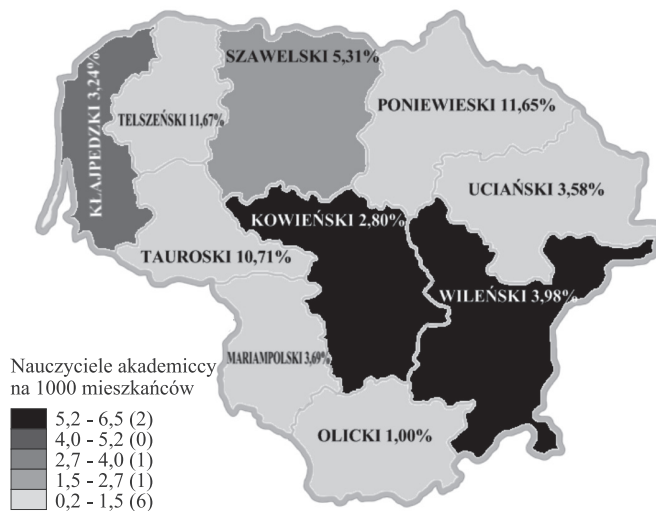 SZAWELSKI 5,31%
KŁAJPEDZKI 3,24%
TELSZEŃSKI 11,67%
PONIEWIESKI 11,65%
UCIAŃSKI 3,58%
KOWIEŃSKI 2,80%
TAUROSKI 10,71%
WILEŃSKI 3,98%
MARIAMPOLSKI 3,69%
OLICKI 1,00%
Nauczyciele akademiccy
na 1000 mieszkańców
5,2 - 6,5 (2)
4,0 - 5,2 (0)
2,7 - 4,0 (1)
1,5 - 2,7 (1)
0,2 - 1,5 (6)